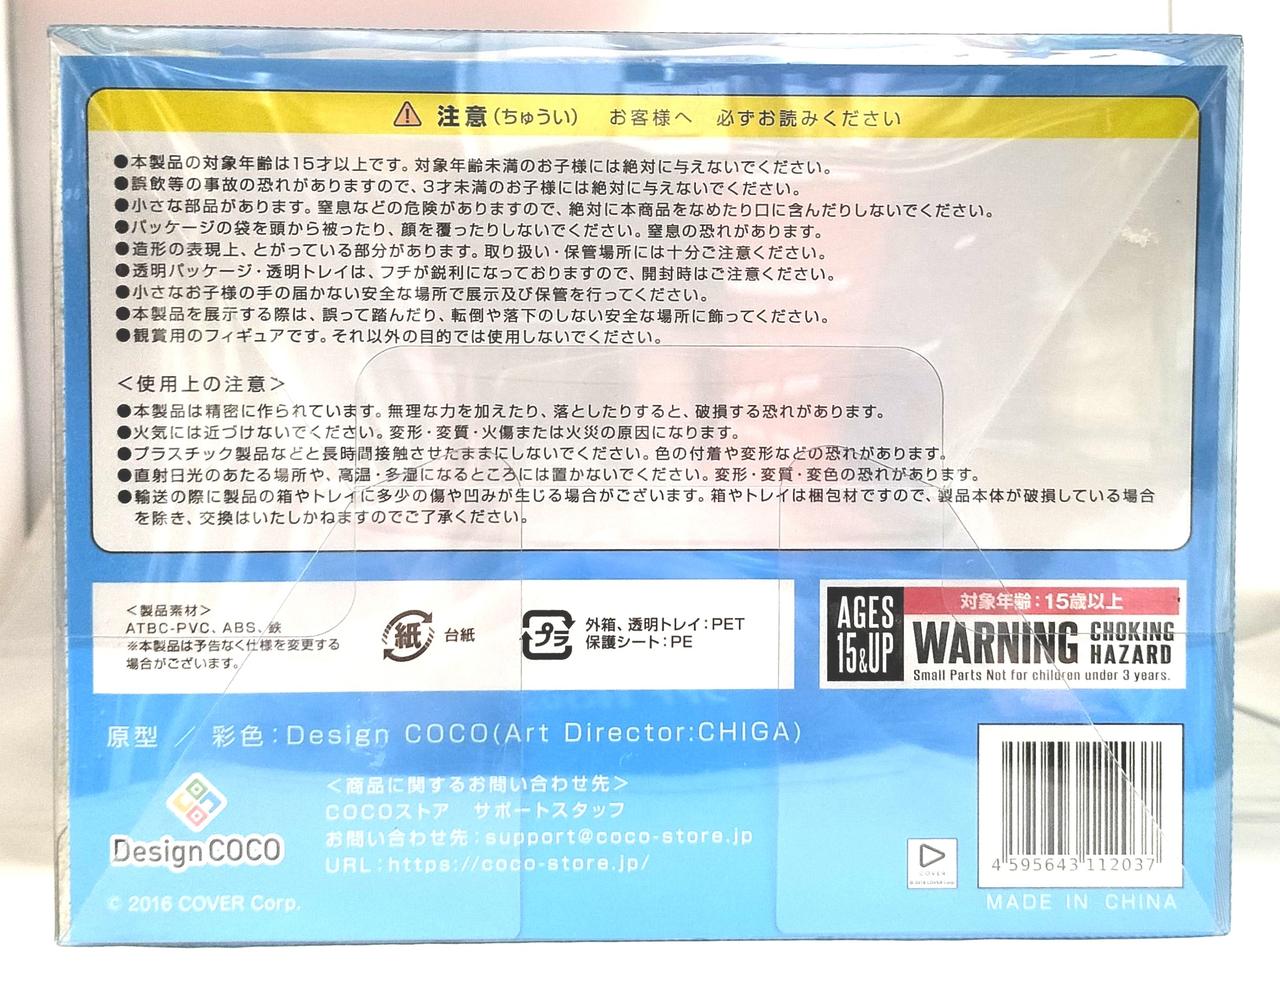 注意(ちゅうい) お客様へ 必ずお読みください
●本製品の対象年齢は15才以上です。対象年齢未満のお子様には絶対に与えないでください。
●誤飲等の事故の恐れがありますので、3才未満のお子様には絶対に与えないでください。
●小さな部品があります。窒息などの危険がありますので、絶対に本商品をなめたり口に含んだりしないでください。
●パッケージの袋を頭から被ったり、顔を覆ったりしないでください。窒息の恐れがあります。
●造形の表現上、とがっている部分があります。取り扱い・保管場所には十分ご注意ください。
●透明パッケージ・透明トレイは、フチが鋭利になっておりますので、開封時はご注意ください。
●小さなお子様の手の届かない安全な場所で展示及び保管を行ってください。
●本製品を展示する際は、誤って踏んだり、転倒や落下のしない安全な場所に飾ってください。
●観賞用のフィギュアです。それ以外の目的では使用しないでください。
＜使用上の注意＞
●本製品は精密に作られています。無理な力を加えたり、落としたりすると、破損する恐れがあります。
●火気には近づけないでください。変形・変質・火傷または火災の原因になります。
●プラスチック製品などと長時間接触させたままにしないでください。色の付着や変形などの恐れがあります。
●直射日光のあたる場所や、高温・多湿になるところには置かないでください。変形・変質・変色の恐れがあります。
●輸送の際に製品の箱やトレイに多少の傷や凹みが生じる場合がございます。箱やトレイは梱包材ですので、製品本体が破損している場合
を除き、交換はいたしかねますのでご了承ください。
＜製品素材＞
ATBC-PVC、ABS、鉄
※本製品は予告なく仕様を変更する
場合がございます。
紙 台紙
プラ
外箱、透明トレイ:PET
保護シート:PE
AGES
15&UP
対象年齢:15歳以上
WARNING
CHOKING
HAZARD
Small Parts Not for children under 3 years.
原型 ／ 彩色:Design COCO(Art Director:CHIGA)
Design COCO
＜商品に関するお問い合わせ先＞
COCOストア サポートスタッフ
お問い合わせ先:support@coco-store.jp
URL:https://coco-store.jp/
© 2016 COVER Corp.
COVER
© 2016 COVER Corp.
4 595643 112037
MADE IN CHINA